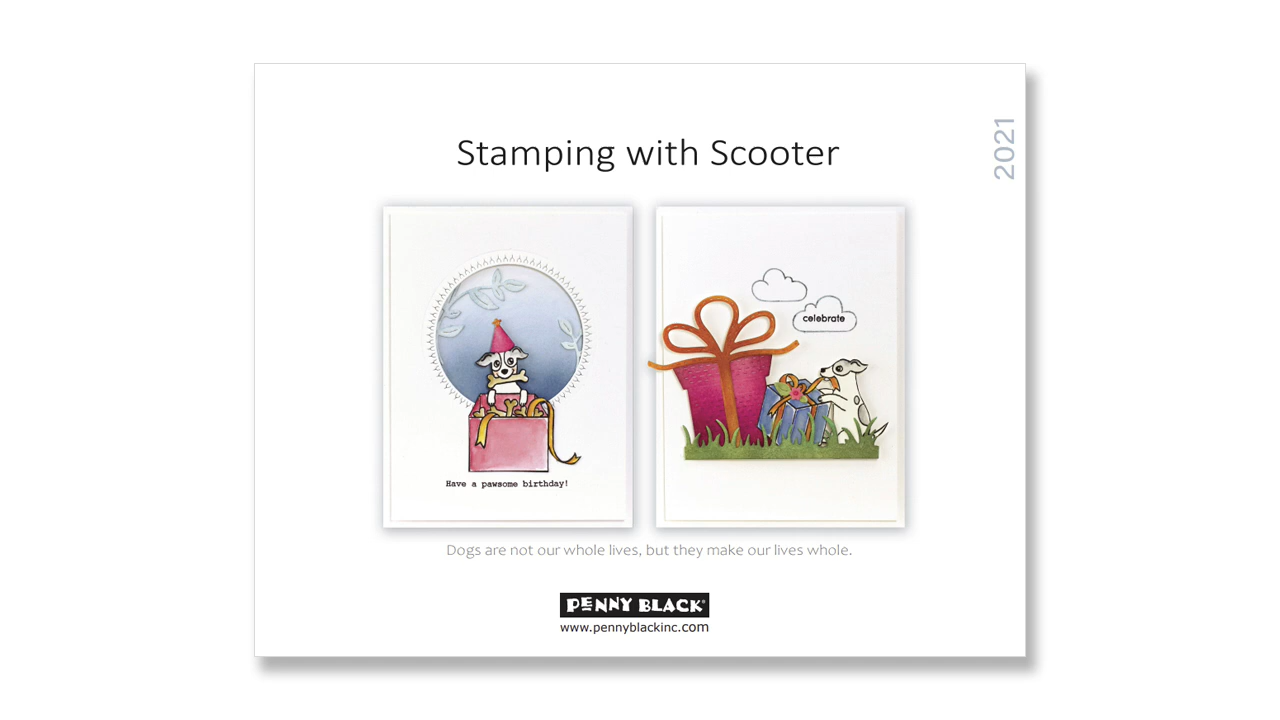 2021
Stamping with Scooter
celebrate
Have a pawsome birthday!
Dogs are not our whole lives, but they make our lives whole.
PENNY BLACK®
www.pennyblackinc.com